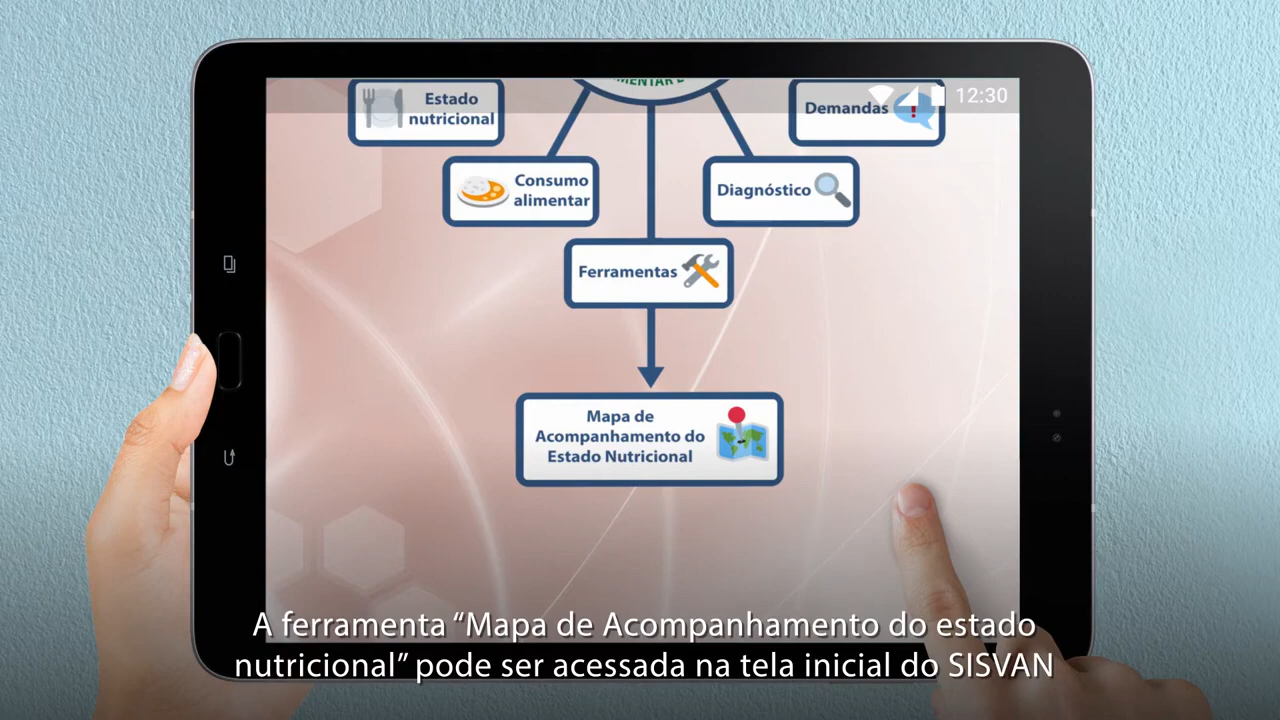 12:30
Estado
nutricional
Demandas
Consumo
alimentar
Diagnóstico
Ferramentas
Mapa de
Acompanhamento do
Estado Nutricional
A ferramenta “Mapa de Acompanhamento do estado
nutricional” pode ser acessada na tela inicial do SISVAN